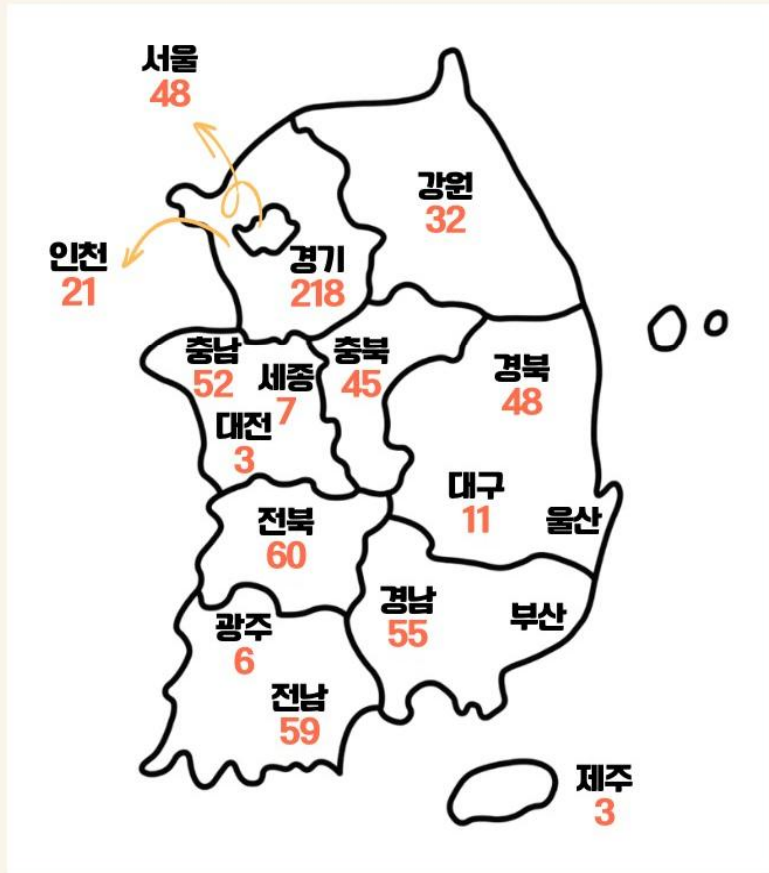 서울
48
강원
32
인천
21
경기
218
충남
52
세종
7
대전
3
충북
45
경북
48
대구
11
울산
전북
60
경남
55
부산
광주
6
전남
59
제주
3